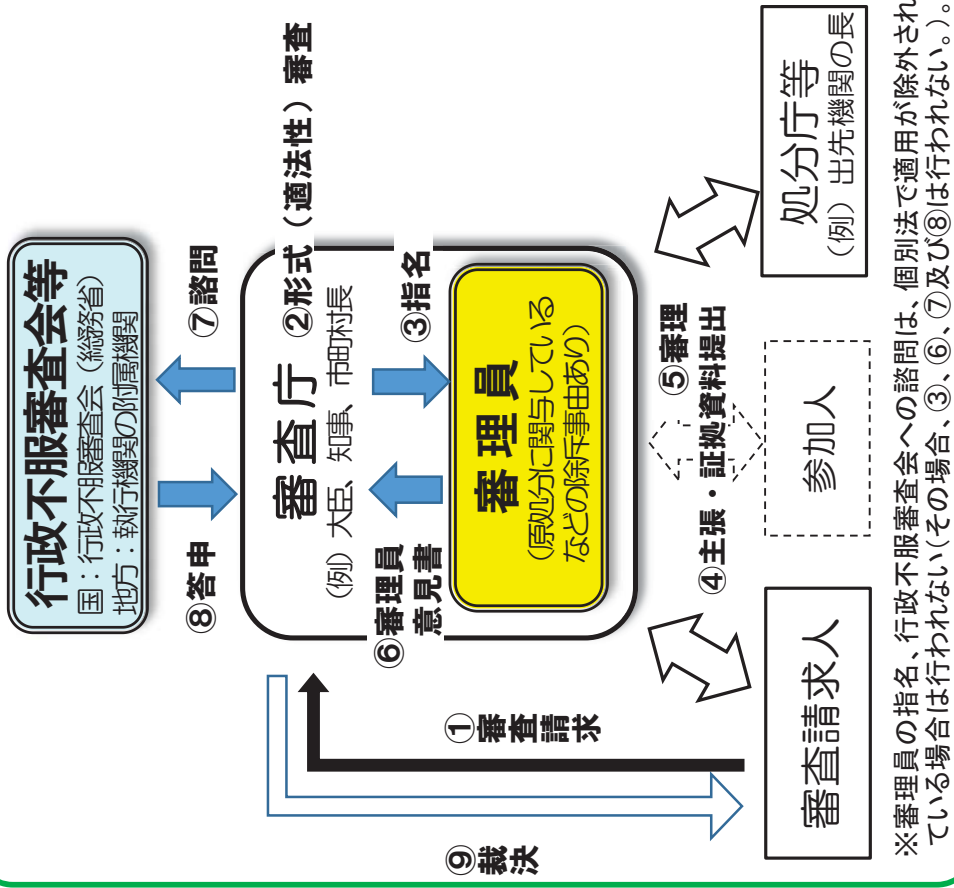 行政不服審査会等
国：行政不服審査会（総務省）
地方：執行機関の附属機関
⑧答申
⑦諮問
審査庁
(例) 大臣、知事、市町村長
②形式（適法性）審査
⑥審理員
意見書
③指名
審理員
(原処分に関与している
などの除斥事由あり)
①審査
請求
⑨裁決
④主張・証拠資料提出
⑤審理
審査請求人
参加人
処分庁等
（例）出先機関の長
※審理員の指名、行政不服審査会への諮問は、個別法で適用が除外され
ている場合は行われない(その場合、③、⑥、⑦及び⑧は行われない。)。